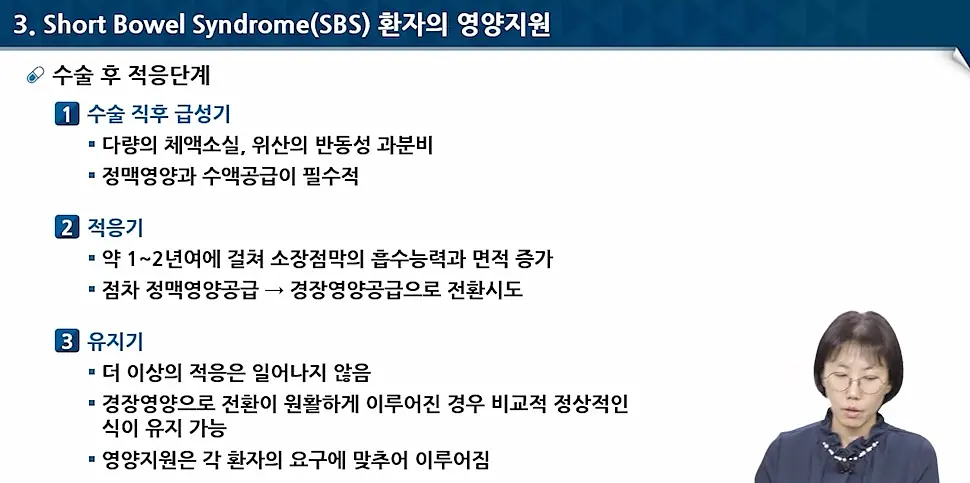 3. Short Bowel Syndrome(SBS) 환자의 영양지원
수술 후 적응단계
1 수술 직후 급성기
▪ 다량의 체액소실, 위산의 반동성 과분비
▪ 정맥영양과 수액공급이 필수적
2 적응기
▪ 약 1~2년여에 걸쳐 소장점막의 흡수능력과 면적 증가
▪ 점차 정맥영양공급 → 경장영양공급으로 전환시도
3 유지기
▪ 더 이상의 적응은 일어나지 않음
▪ 경장영양으로 전환이 원활하게 이루어진 경우 비교적 정상적인
식이 유지 가능
▪ 영양지원은 각 환자의 요구에 맞추어 이루어짐